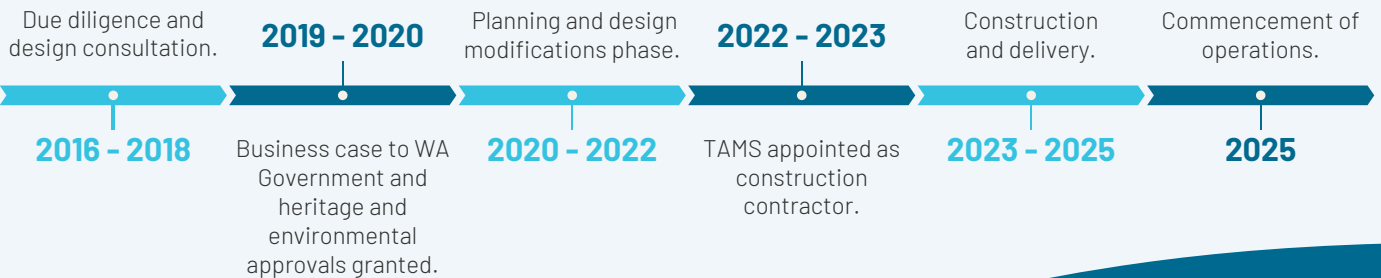 Due diligence and
design consultation.
2016 - 2018
2019 - 2020
Business case to WA
Government and
heritage and
environmental
approvals granted.
Planning and design
modifications phase.
2020 - 2022
2022 - 2023
TAMS appointed as
construction
contractor.
Construction
and delivery.
2023 - 2025
Commencement of
operations.
2025